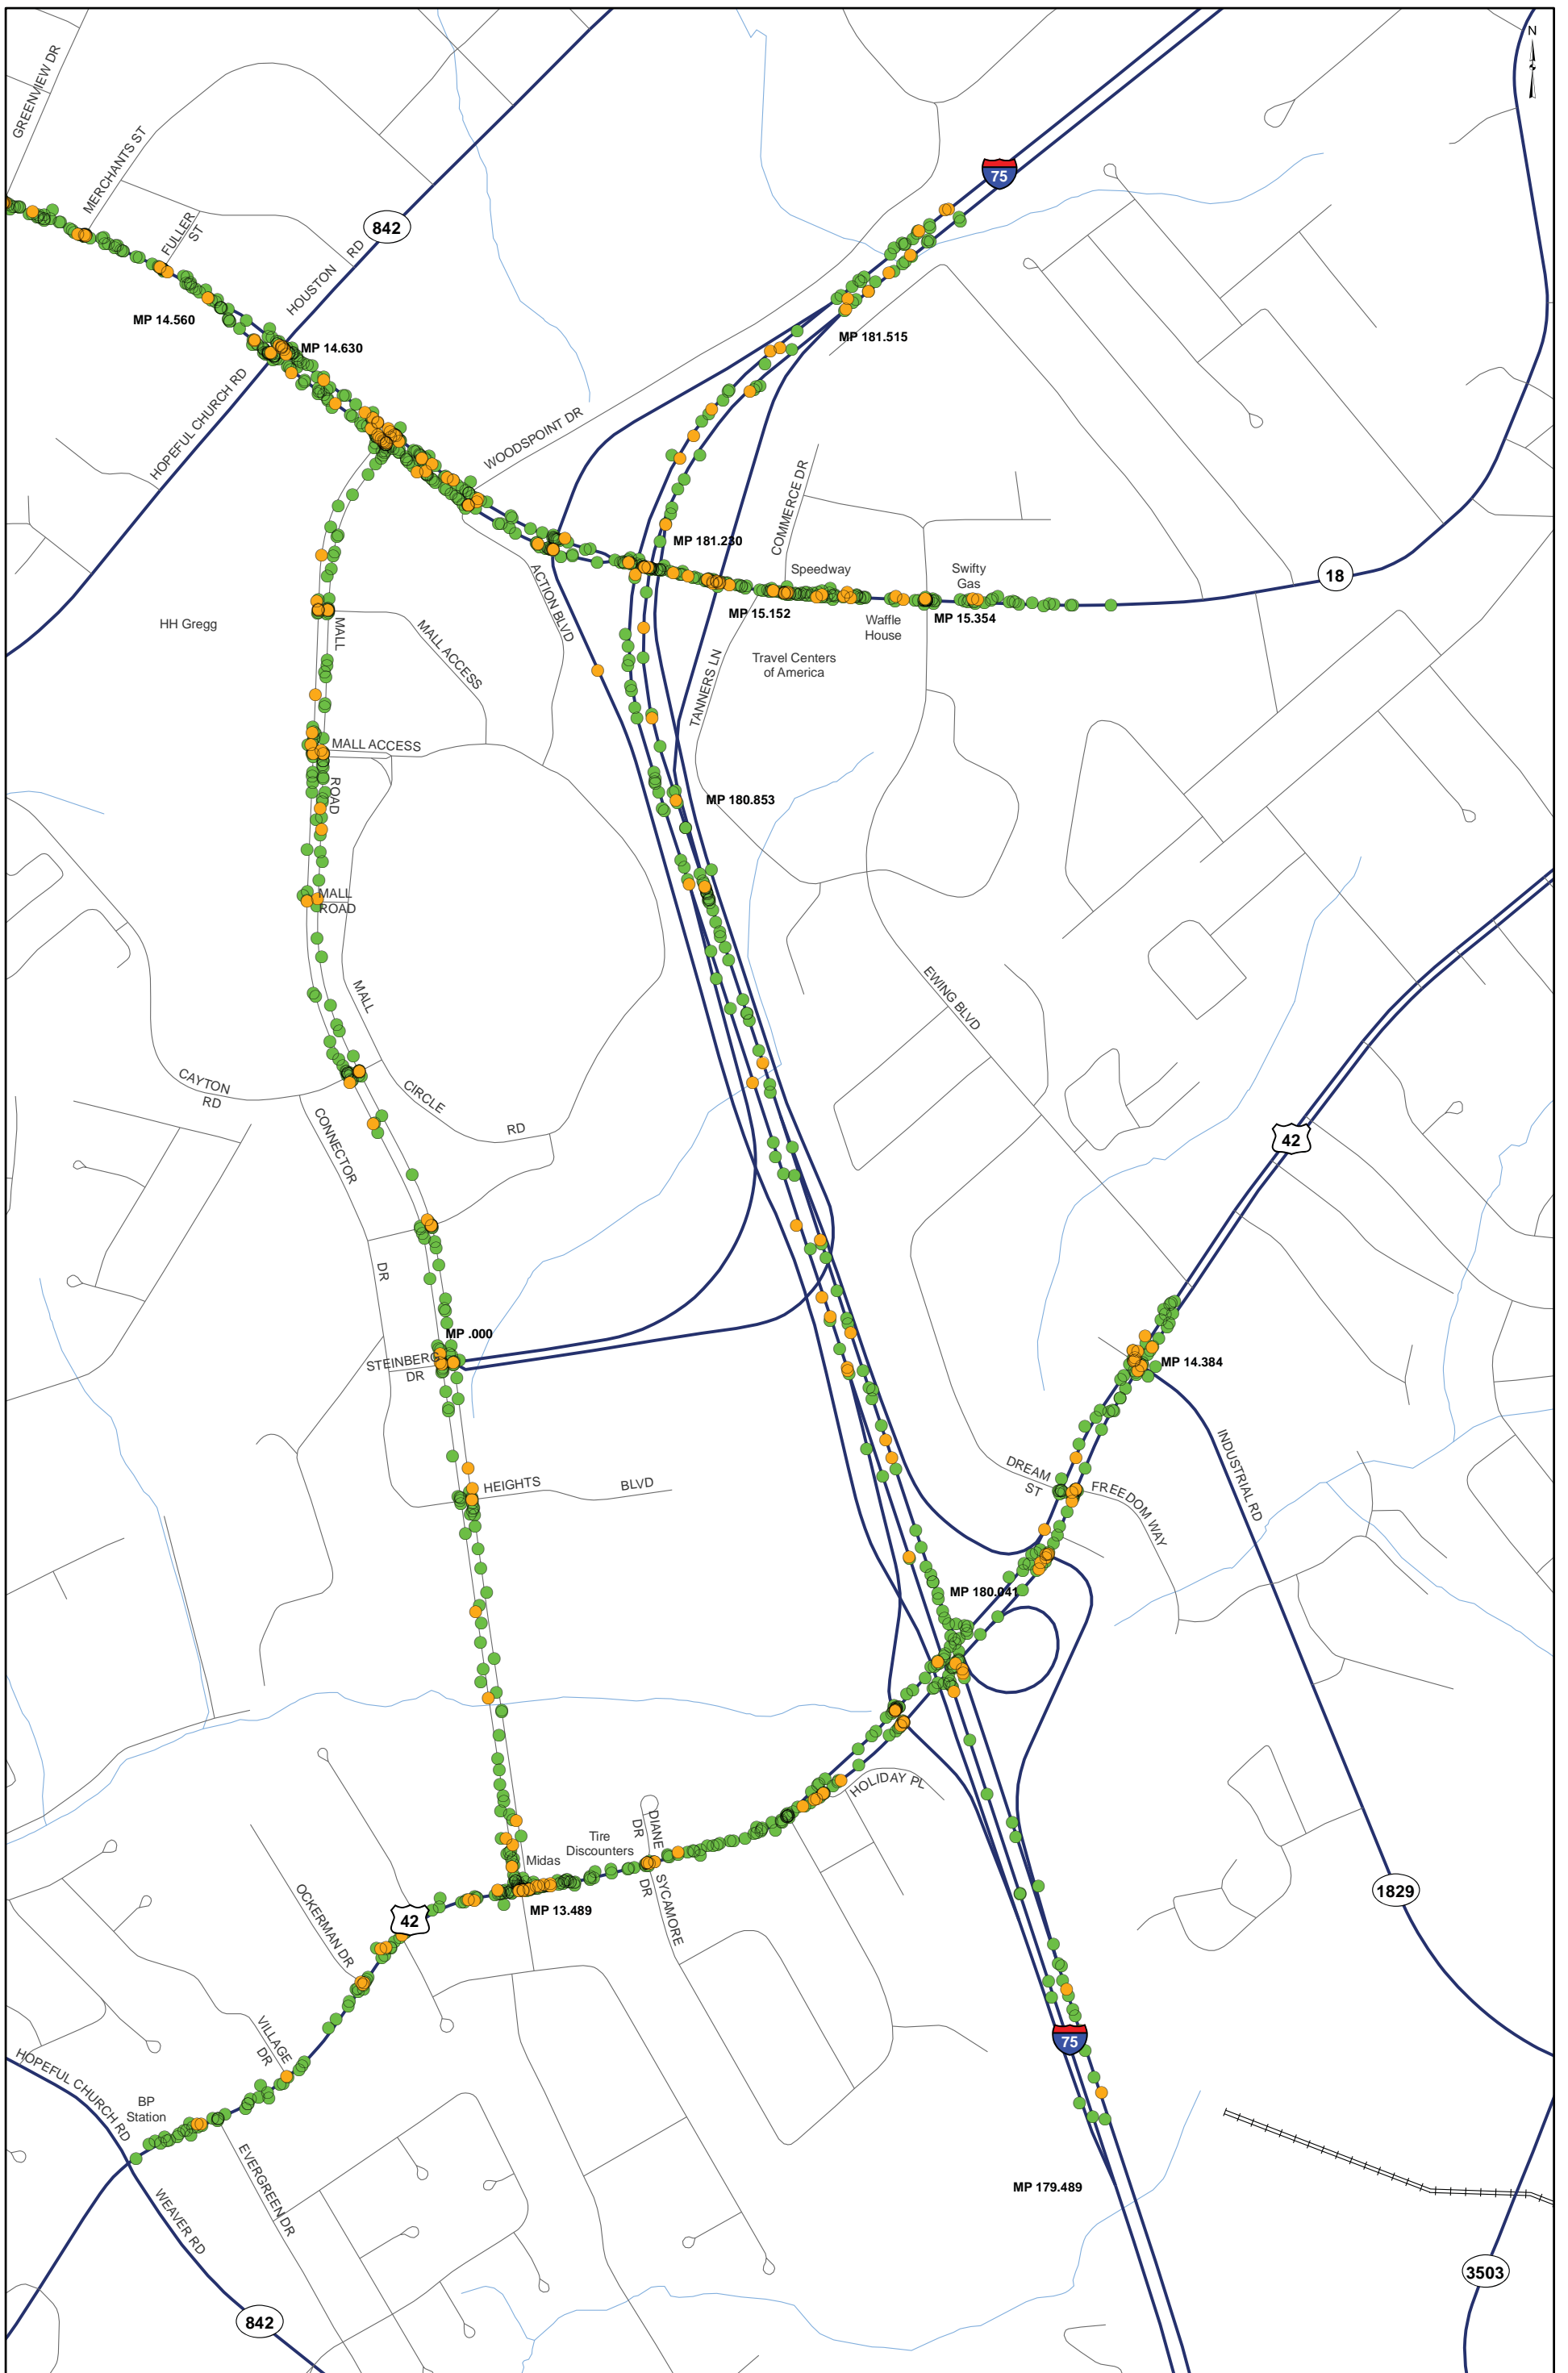 N
GREENVIEW DR
MERCHANTS ST
FULLER
ST
842
HOUSTON RD
75
MP 14.560
MP 14.630
MP 181.515
HOPEFUL CHURCH RD
WOODSPOINT DR
COMMERCE DR
MP 181.230
Speedway
Swifty
Gas
18
ACTION BLVD
MP 15.152
Waffle
House
MP 15.354
HH Gregg
MALL
MALL ACCESS
TANNERS LN
Travel Centers
of America
MALL ACCESS
ROAD
MP 180.853
MALL
ROAD
MALL
EWING BLVD
CAYTON
RD
CIRCLE
RD
CONNECTOR
42
DR
MP .000
STEINBERG
DR
MP 14.384
HEIGHTS
BLVD
DREAM
ST
FREEDOM WAY
INDUSTRIAL RD
MP 180.041
HOLIDAY PL
DIANE
DR
Tire
Discounters
Midas
SYCAMORE
DR
OCKERMAN DR
42
MP 13.489
1829
VILLAGE
DR
75
HOPEFUL CHURCH RD
BP
Station
EVERGREEN DR
WEAVER RD
MP 179.489
3503
842